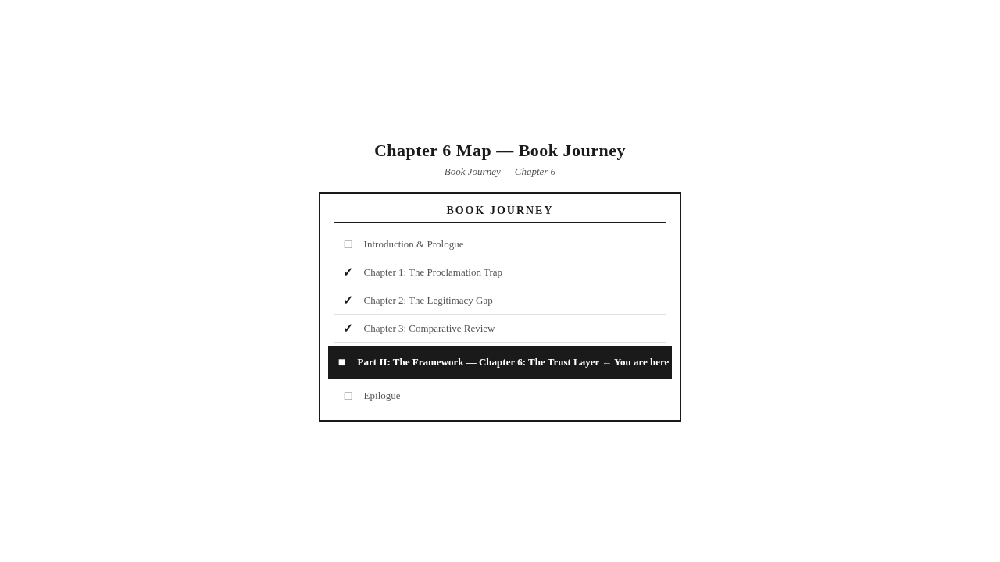 Chapter 6 Map — Book Journey
Book Journey — Chapter 6
BOOK JOURNEY
□ Introduction & Prologue
✓ Chapter 1: The Proclamation Trap
✓ Chapter 2: The Legitimacy Gap
✓ Chapter 3: Comparative Review
■ Part II: The Framework — Chapter 6: The Trust Layer ← You are here
□ Epilogue